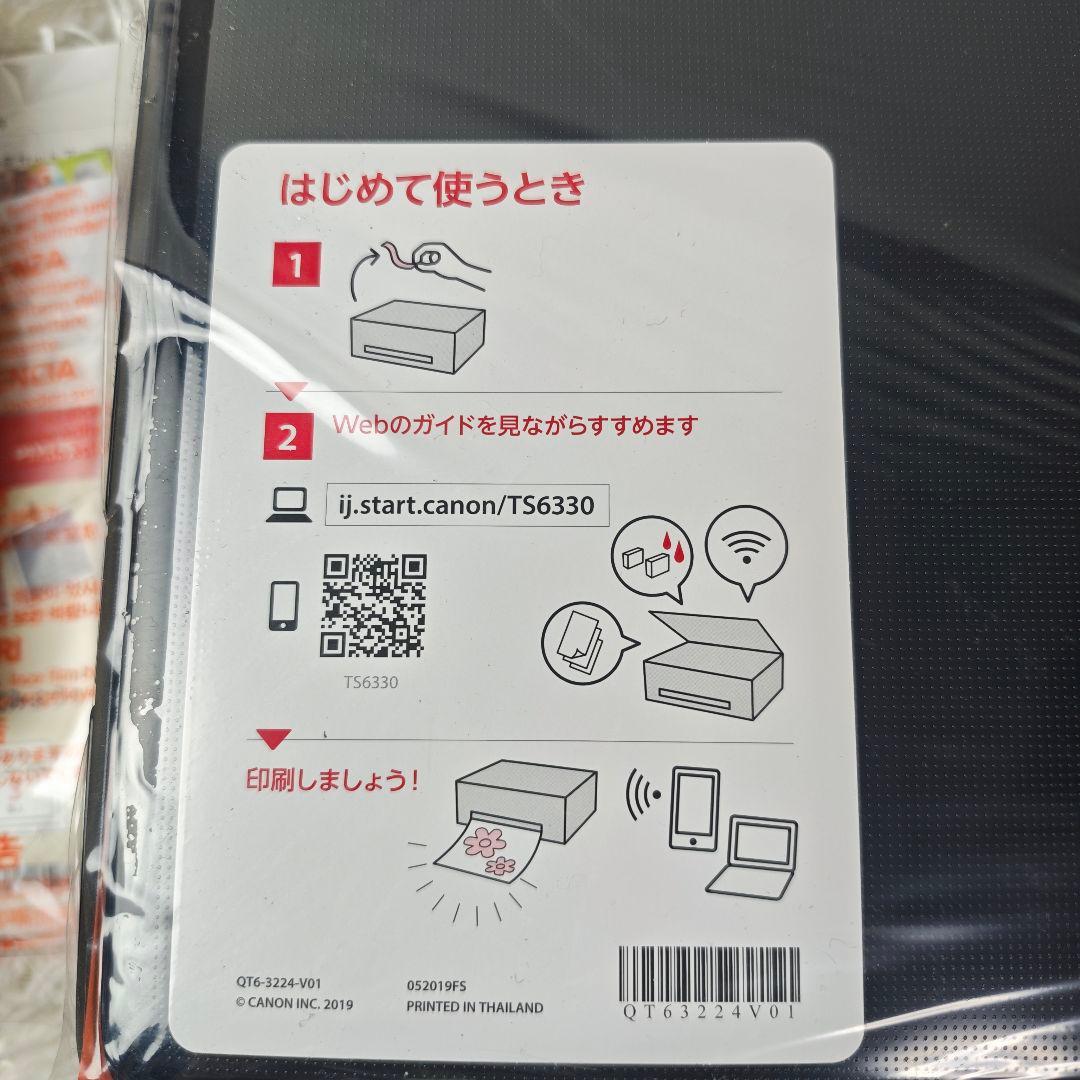 はじめて使うとき
1
2
Webのガイドを見ながらすすめます
ij.start.canon/TS6330
TS6330
印刷しましょう!
QT6-3224-V01
© CANON INC. 2019
052019FS
PRINTED IN THAILAND
QT63224V01